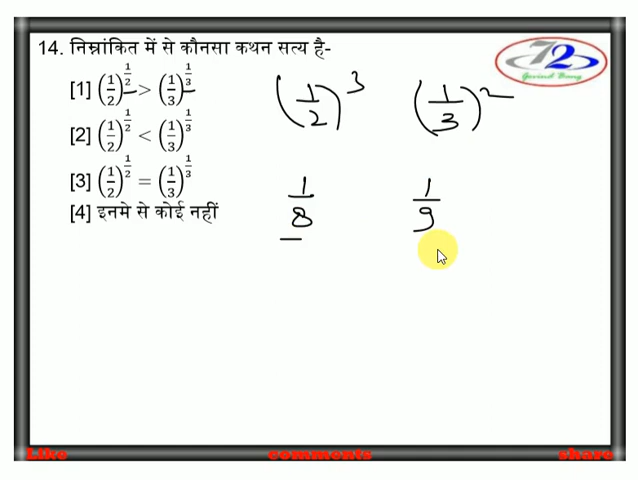 14. निम्नांकित में से कौनसा कथन सत्य है-
[1] (1/2)^(1/2) > (1/3)^(1/3)
[2] (1/2)^(1/2) < (1/3)^(1/3)
[3] (1/2)^(1/2) = (1/3)^(1/3)
[4] इनमे से कोई नहीं
(1/2)^3 (1/3)^2
1/8 1/9
72
Govind Bang
Like comments share